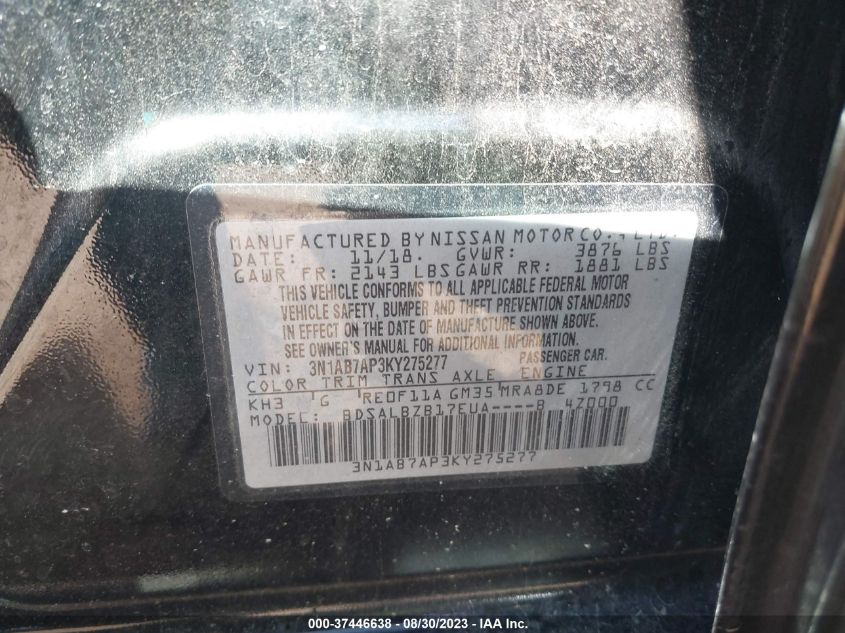 MANUFACTURED BY NISSAN MOTOR CO., LTD.
DATE: 11/18. GVWR: 3876 LBS
GAWR FR: 2143 LBS GAWR RR: 1881 LBS
THIS VEHICLE CONFORMS TO ALL APPLICABLE FEDERAL MOTOR
VEHICLE SAFETY, BUMPER AND THEFT PREVENTION STANDARDS
IN EFFECT ON THE DATE OF MANUFACTURE SHOWN ABOVE.
SEE OWNER'S MANUAL FOR ADDITIONAL INFORMATION.
VIN: 3N1AB7AP3KY275277 PASSENGER CAR.
COLOR TRIM TRANS AXLE ENGINE
KH3 G RE0F11A GM35 MRA8DE 1798 CC
MODEL: BDSALBZB17EUA----B 47000
3N1AB7AP3KY275277
000-37446638 - 08/30/2023 - www.iaai.com